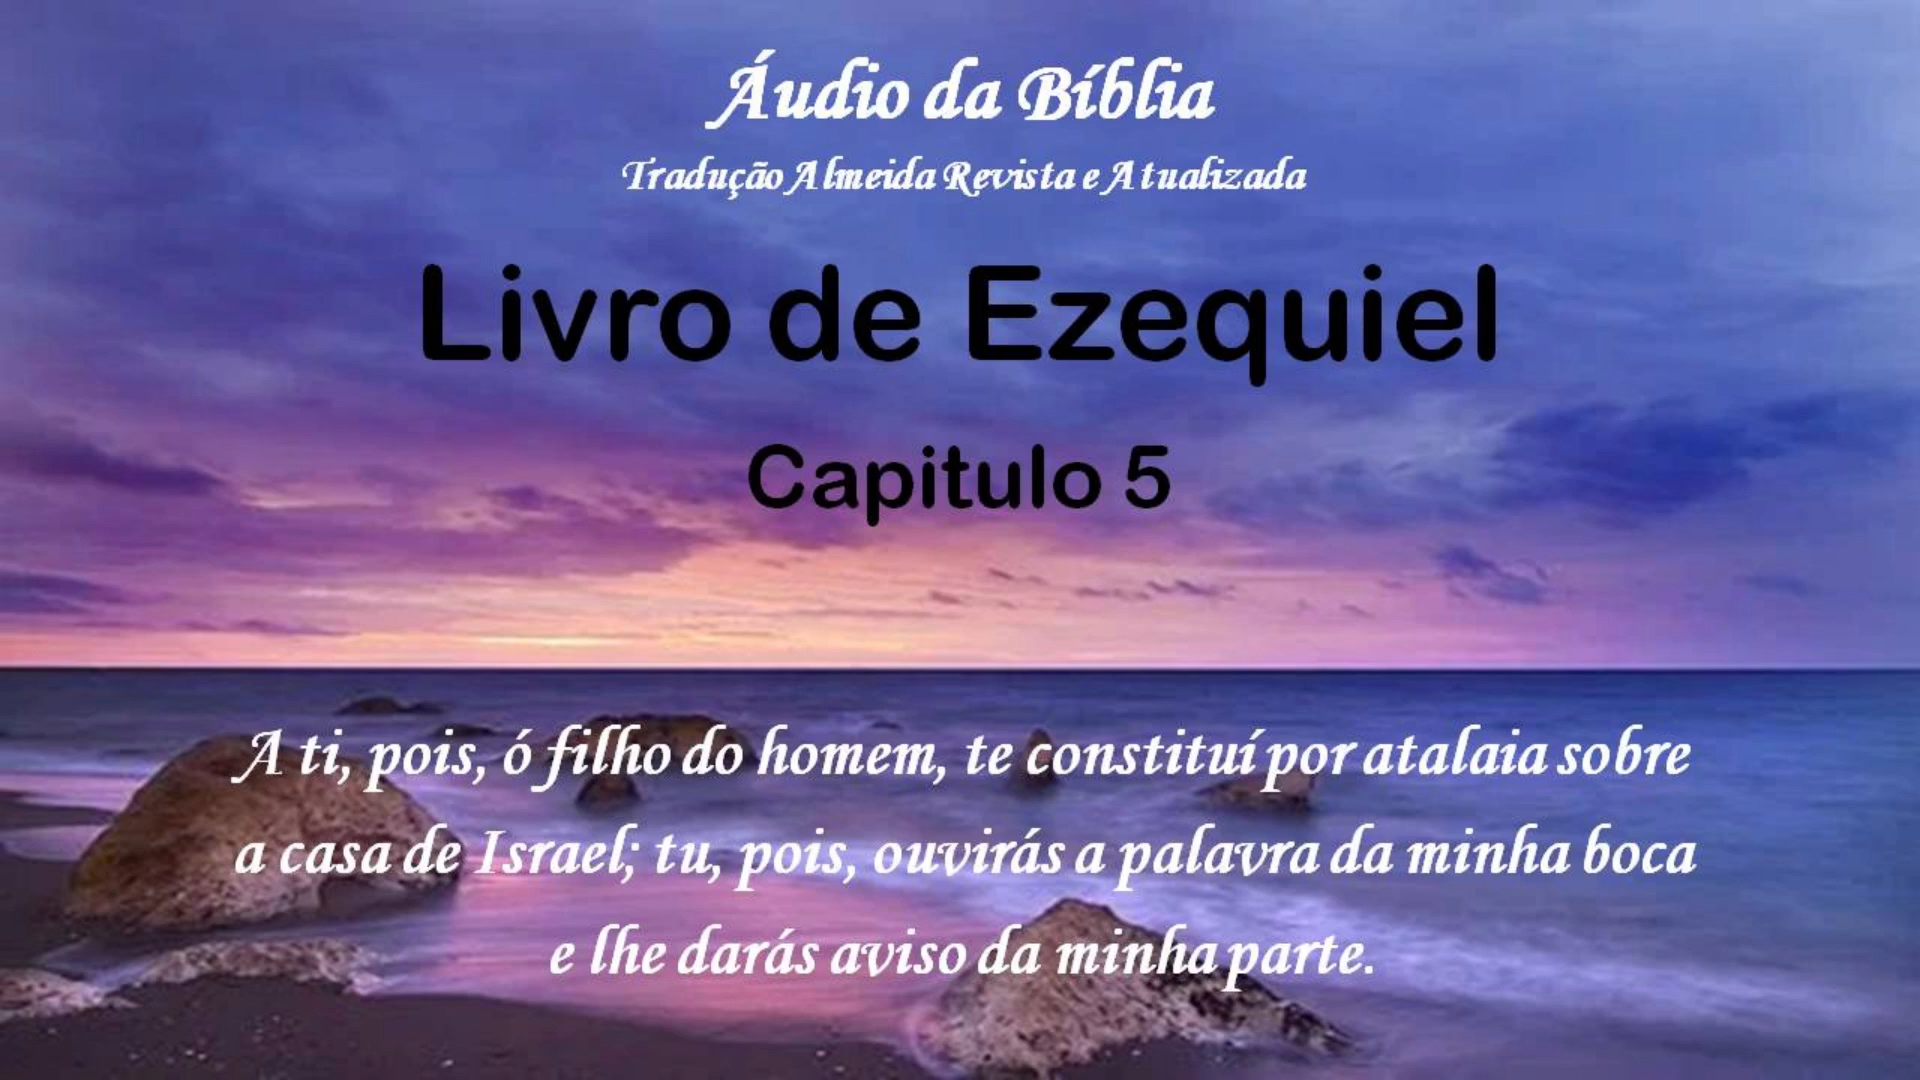 Áudio da Bíblia
Tradução Almeida Revista e Atualizada
Livro de Ezequiel
Capitulo 5
A ti, pois, ó filho do homem, te constituí por atalaia sobre
a casa de Israel; tu, pois, ouvirás a palavra da minha boca
e lhe darás aviso da minha parte.